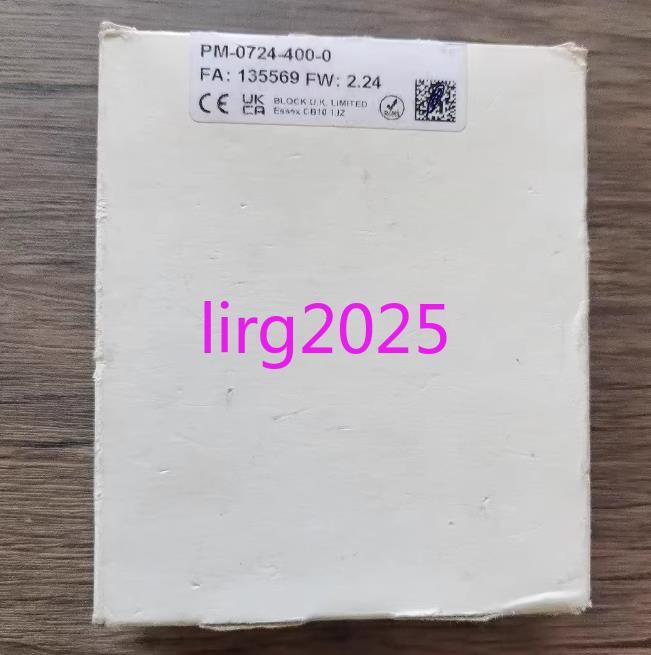 PM-0724-400-0
FA: 135569 FW: 2.24
CE UK CA BLOCK U.K. LIMITED
Essex CB10 1JZ
lirg2025